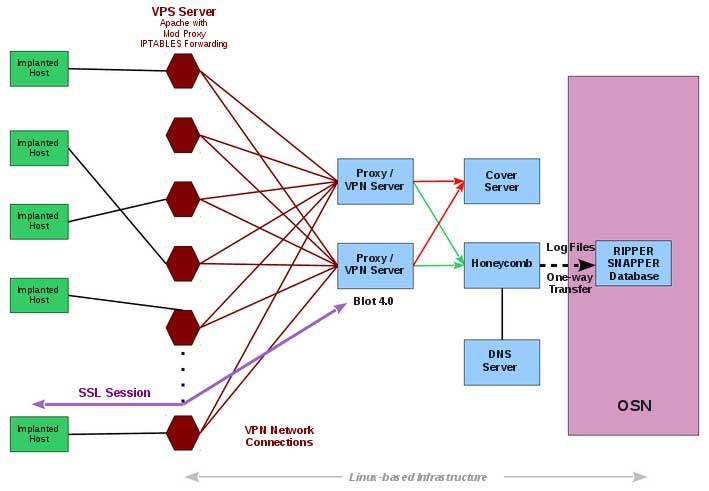 VPS Server
Apache with
Mod Proxy
IPTABLES Forwarding
Implanted
Host
Implanted
Host
Implanted
Host
Implanted
Host
Implanted
Host
Proxy /
VPN Server
Proxy /
VPN Server
Blot 4.0
Cover
Server
Honeycomb
DNS
Server
Log Files
One-way
Transfer
RIPPER
SNAPPER
Database
OSN
SSL Session
VPN Network
Connections
Linux-based Infrastructure